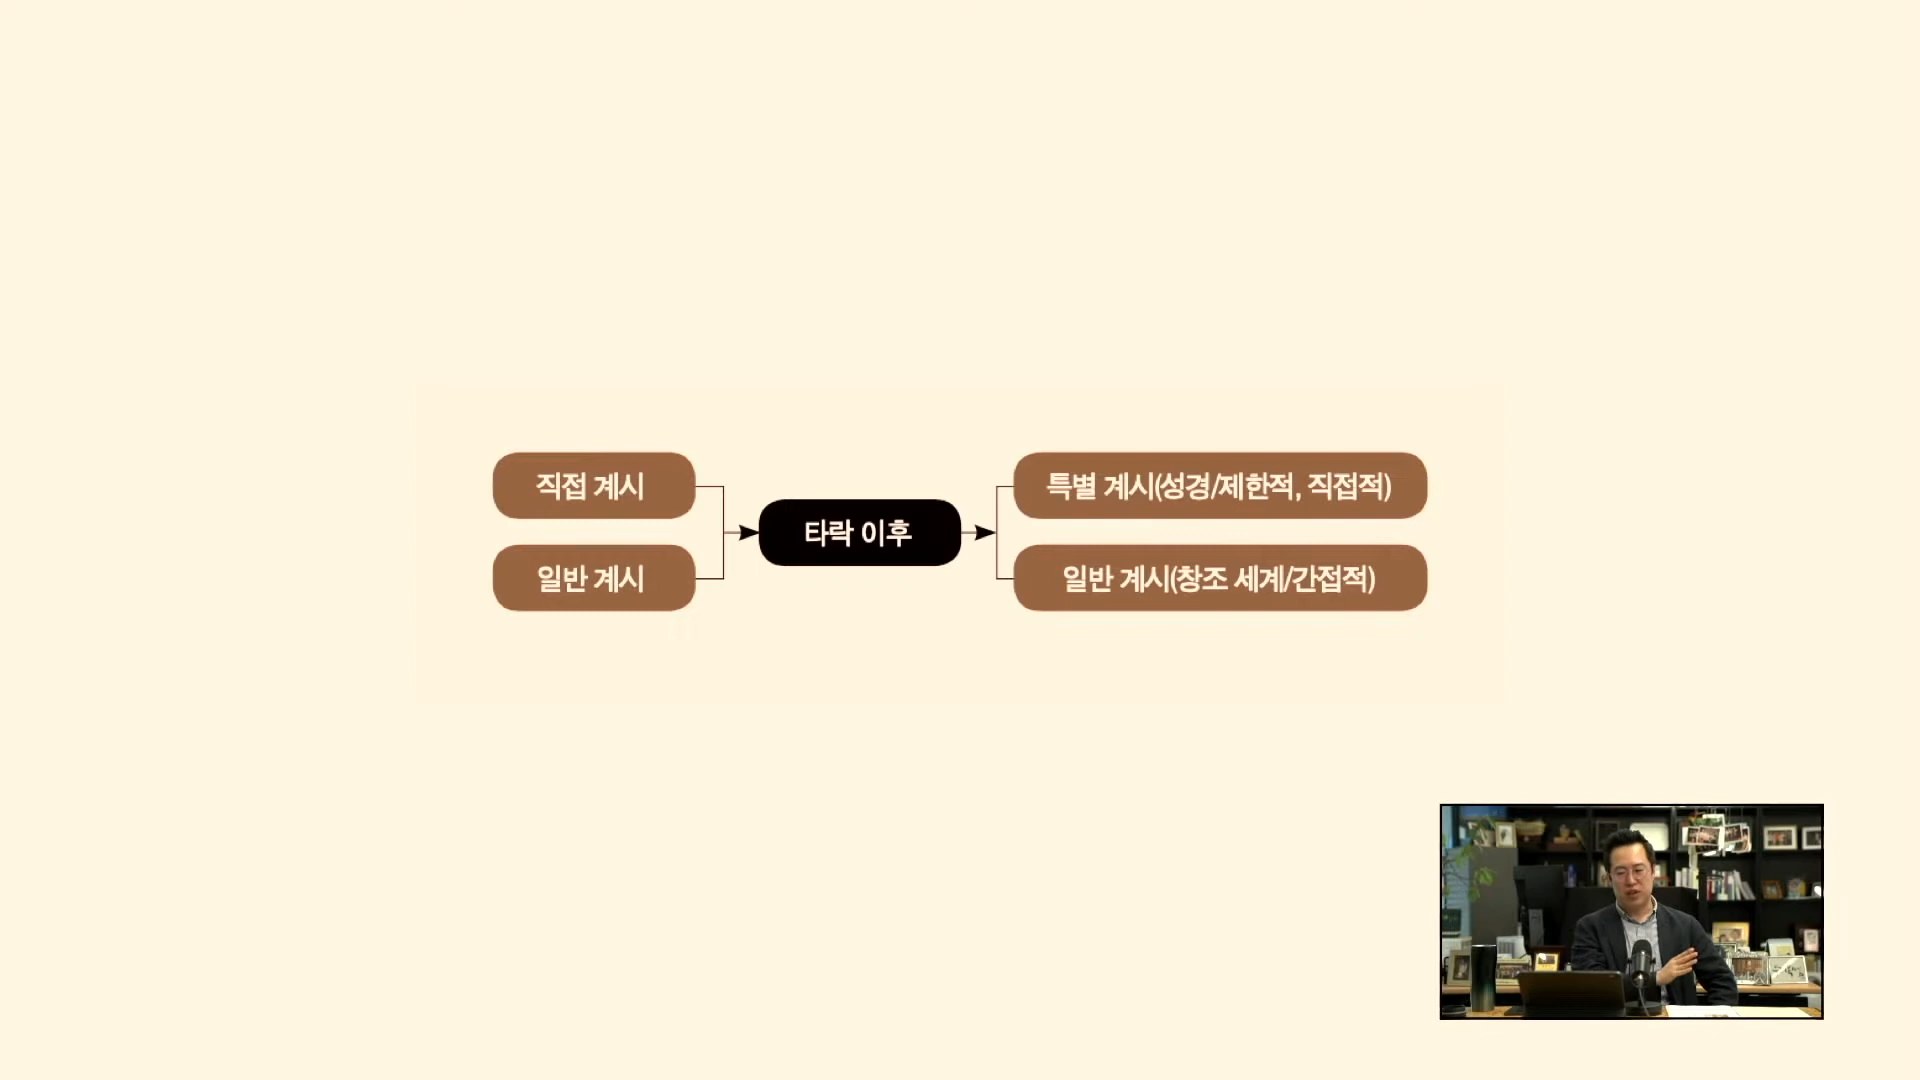 직접 계시
일반 계시
타락 이후
특별 계시(성경/제한적, 직접적)
일반 계시(창조 세계/간접적)